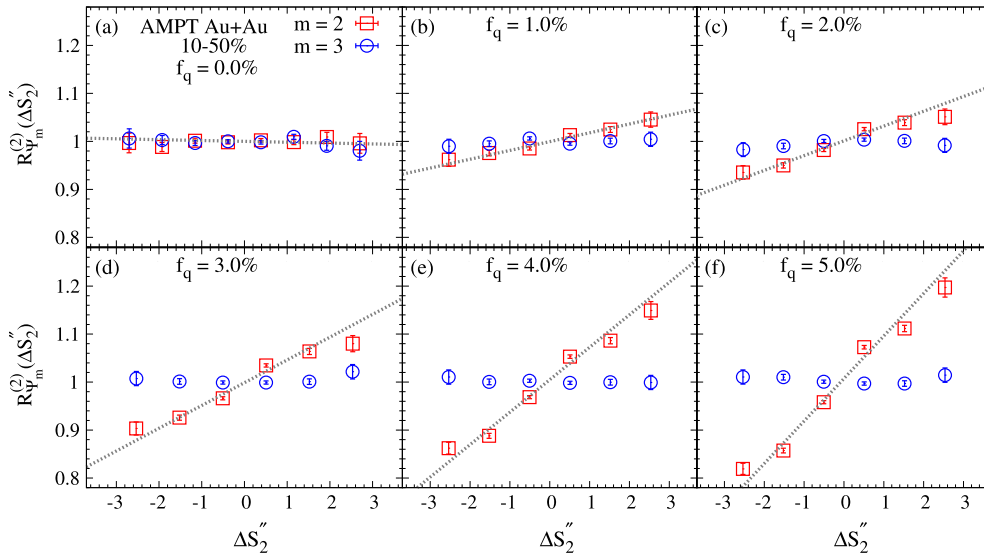 (a) AMPT Au+Au m = 2
10-50% m = 3
f_q = 0.0%
(b) f_q = 1.0%
(c) f_q = 2.0%
1.2
1.1
1
0.9
0.8
R^{(2)}_{Ψ_m}(ΔS″_2)
(d) f_q = 3.0%
(e) f_q = 4.0%
(f) f_q = 5.0%
1.2
1.1
1
0.9
0.8
R^{(2)}_{Ψ_m}(ΔS″_2)
-3 -2 -1 0 1 2 3
-3 -2 -1 0 1 2 3
-3 -2 -1 0 1 2 3
ΔS″_2
ΔS″_2
ΔS″_2